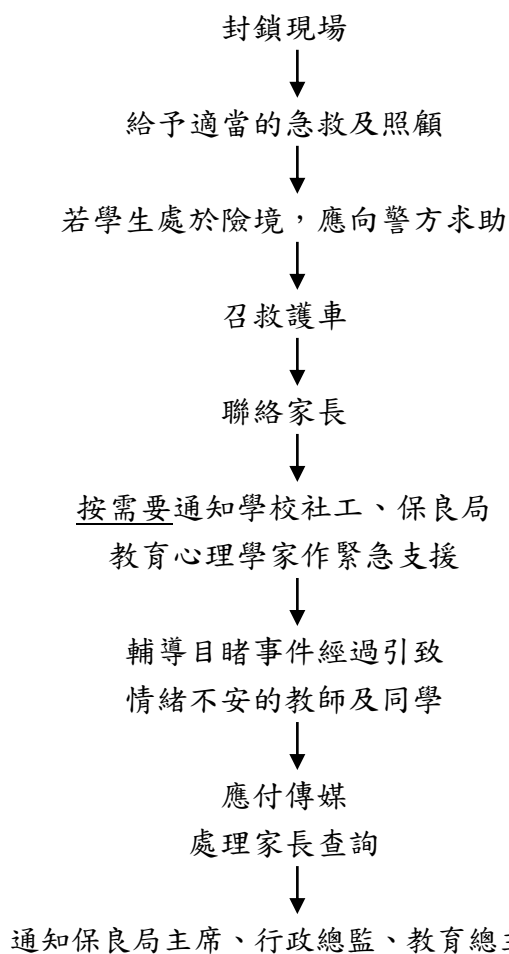 封鎖現場
給予適當的急救及照顧
若學生處於險境，應向警方求助
召救護車
聯絡家長
按需要通知學校社工、保良局
教育心理學家作緊急支援
輔導目睹事件經過引致
情緒不安的教師及同學
應付傳媒
處理家長查詢
通知保良局主席、行政總監、教育總